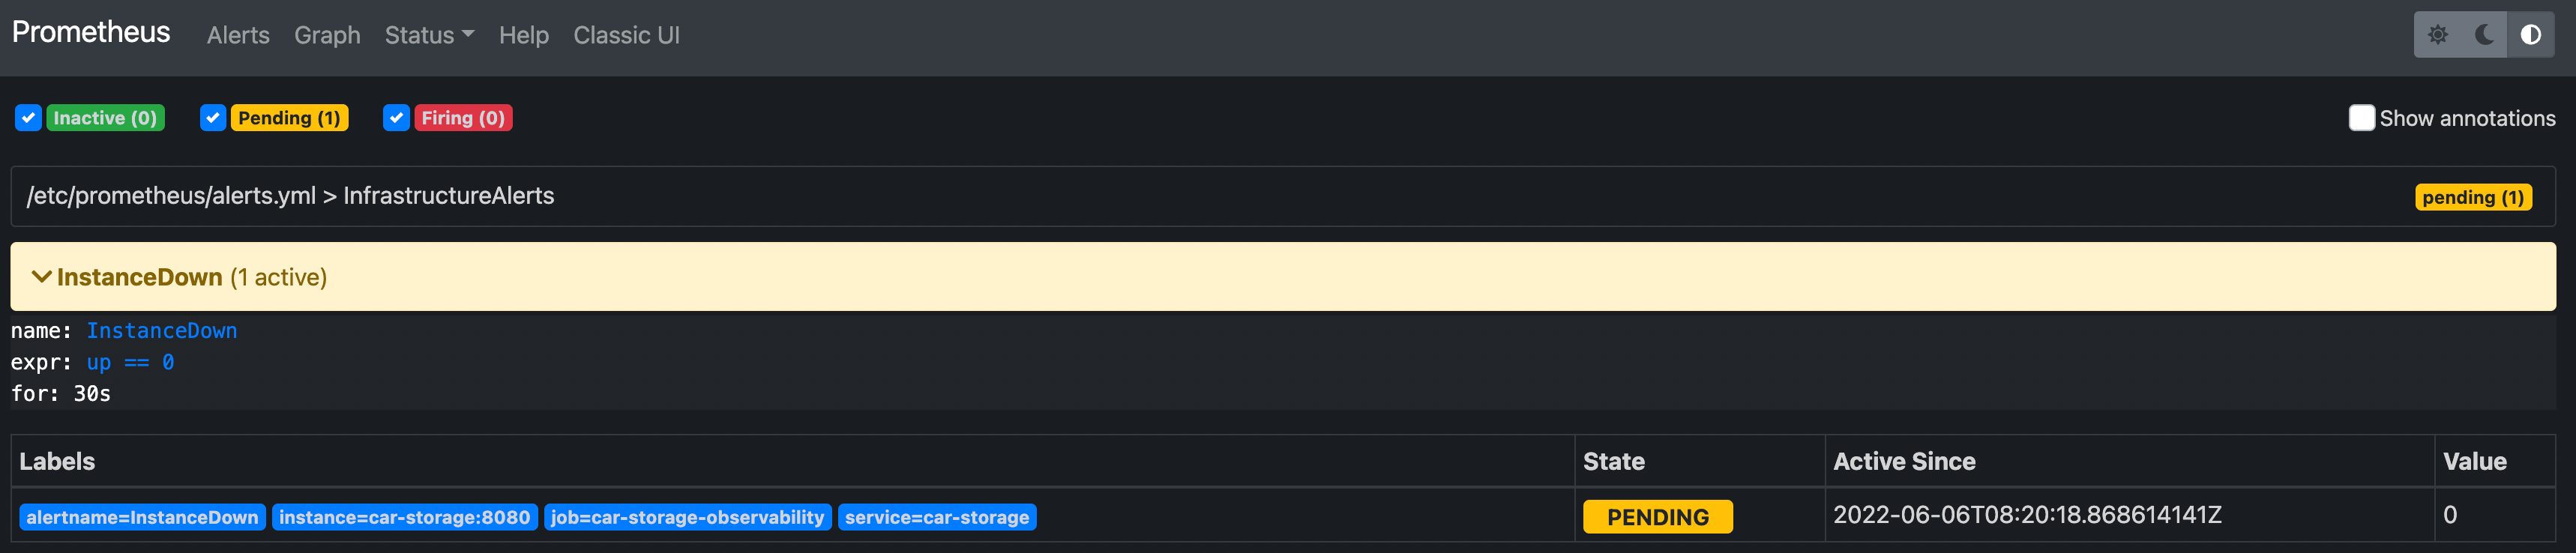 Prometheus Alerts Graph Status Help Classic UI
Inactive (0) Pending (1) Firing (0) Show annotations
/etc/prometheus/alerts.yml > InfrastructureAlerts pending (1)
InstanceDown (1 active)
name: InstanceDown
expr: up == 0
for: 30s
Labels State Active Since Value
alertname=InstanceDown instance=car-storage:8080 job=car-storage-observability service=car-storage PENDING 2022-06-06T08:20:18.868614141Z 0